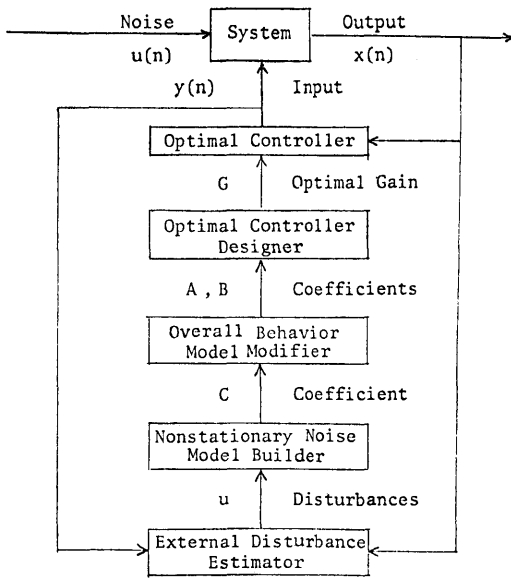 Noise
System
Output
u(n)
x(n)
y(n)
Input
Optimal Controller
G
Optimal Gain
Optimal Controller
Designer
A , B
Coefficients
Overall Behavior
Model Modifier
C
Coefficient
Nonstationary Noise
Model Builder
u
Disturbances
External Disturbance
Estimator